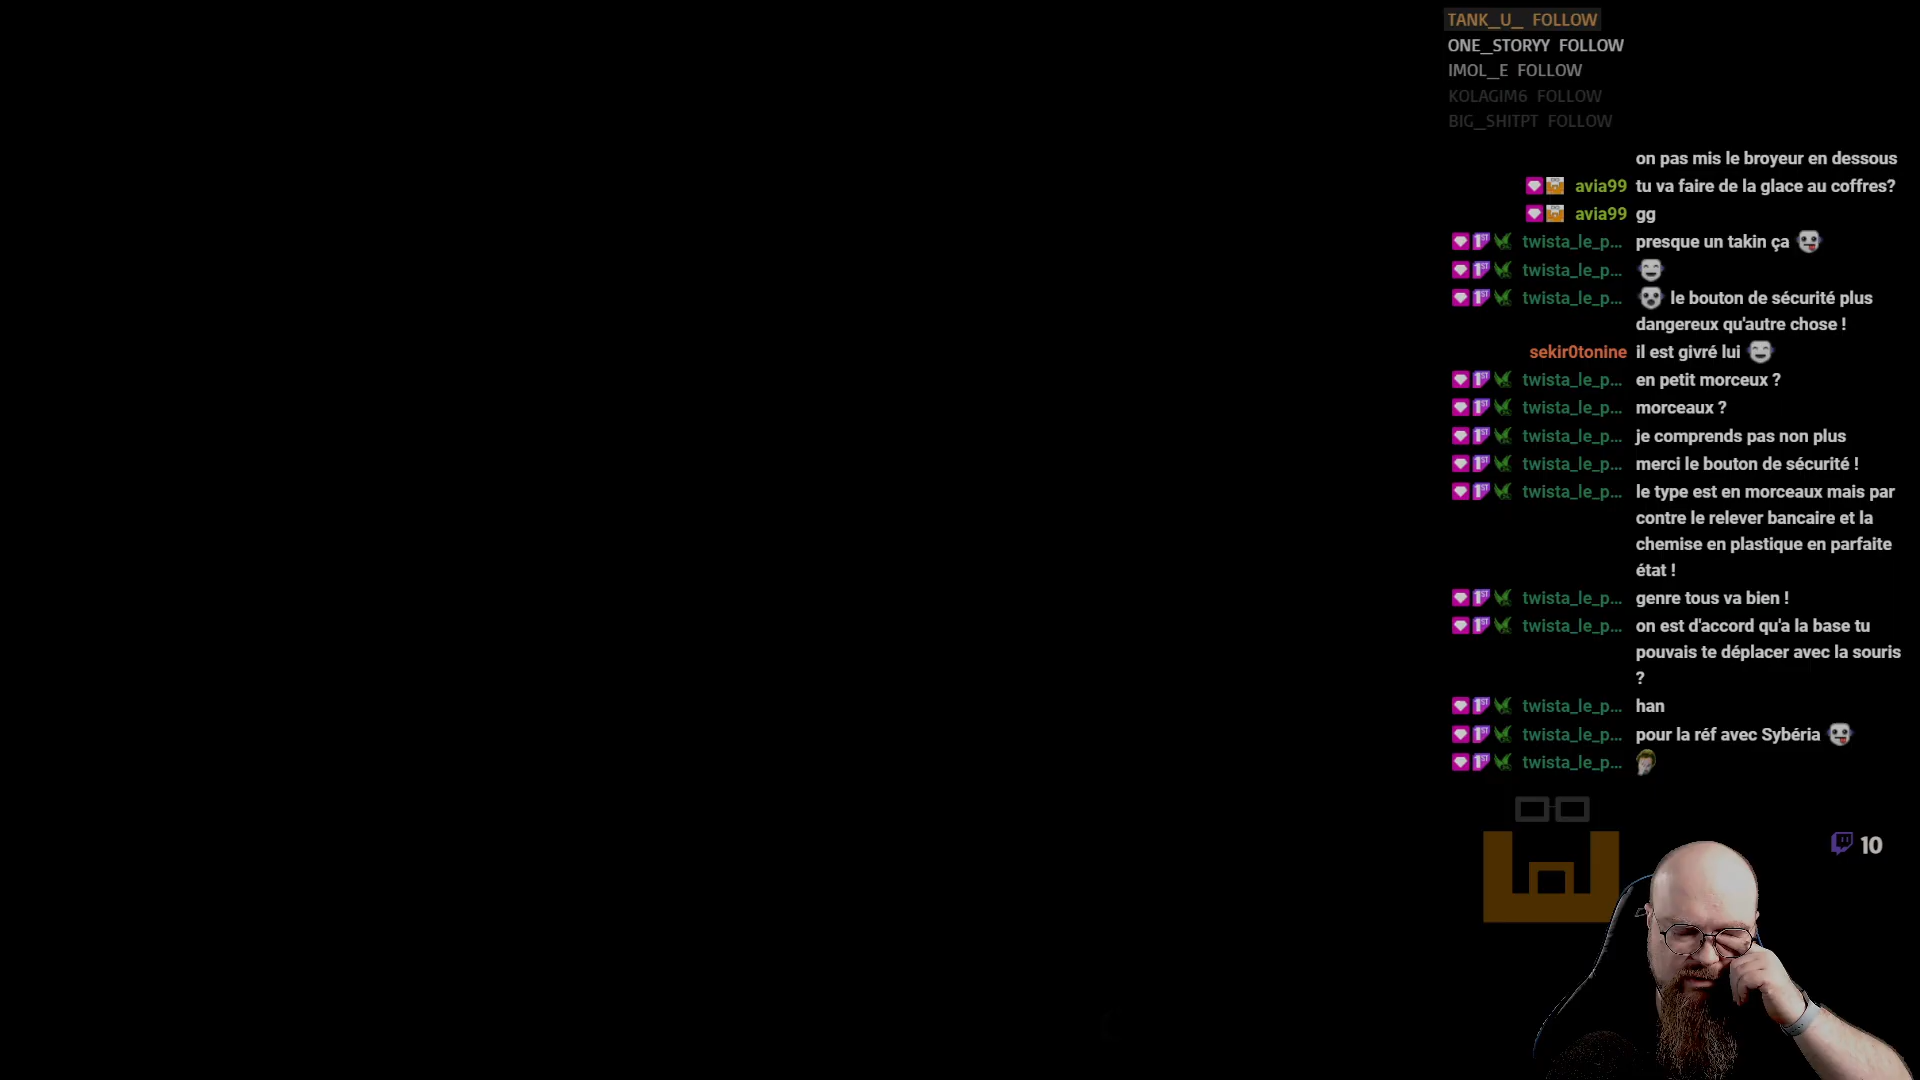 TANK_U_ FOLLOW
ONE_STORYY FOLLOW
IMOL_E FOLLOW
KOLAGIM6 FOLLOW
BIG_SHITPT FOLLOW
on pas mis le broyeur en dessous
avia99 tu va faire de la glace au coffres?
avia99 gg
twista_le_p... presque un takin ça
twista_le_p...
twista_le_p... le bouton de sécurité plus
dangereux qu'autre chose !
sekir0tonine il est givré lui
twista_le_p... en petit morceux ?
twista_le_p... morceaux ?
twista_le_p... je comprends pas non plus
twista_le_p... merci le bouton de sécurité !
twista_le_p... le type est en morceaux mais par
contre le relever bancaire et la
chemise en plastique en parfaite
état !
twista_le_p... genre tous va bien !
twista_le_p... on est d'accord qu'a la base tu
pouvais te déplacer avec la souris
?
twista_le_p... han
twista_le_p... pour la réf avec Sybéria
twista_le_p...
10